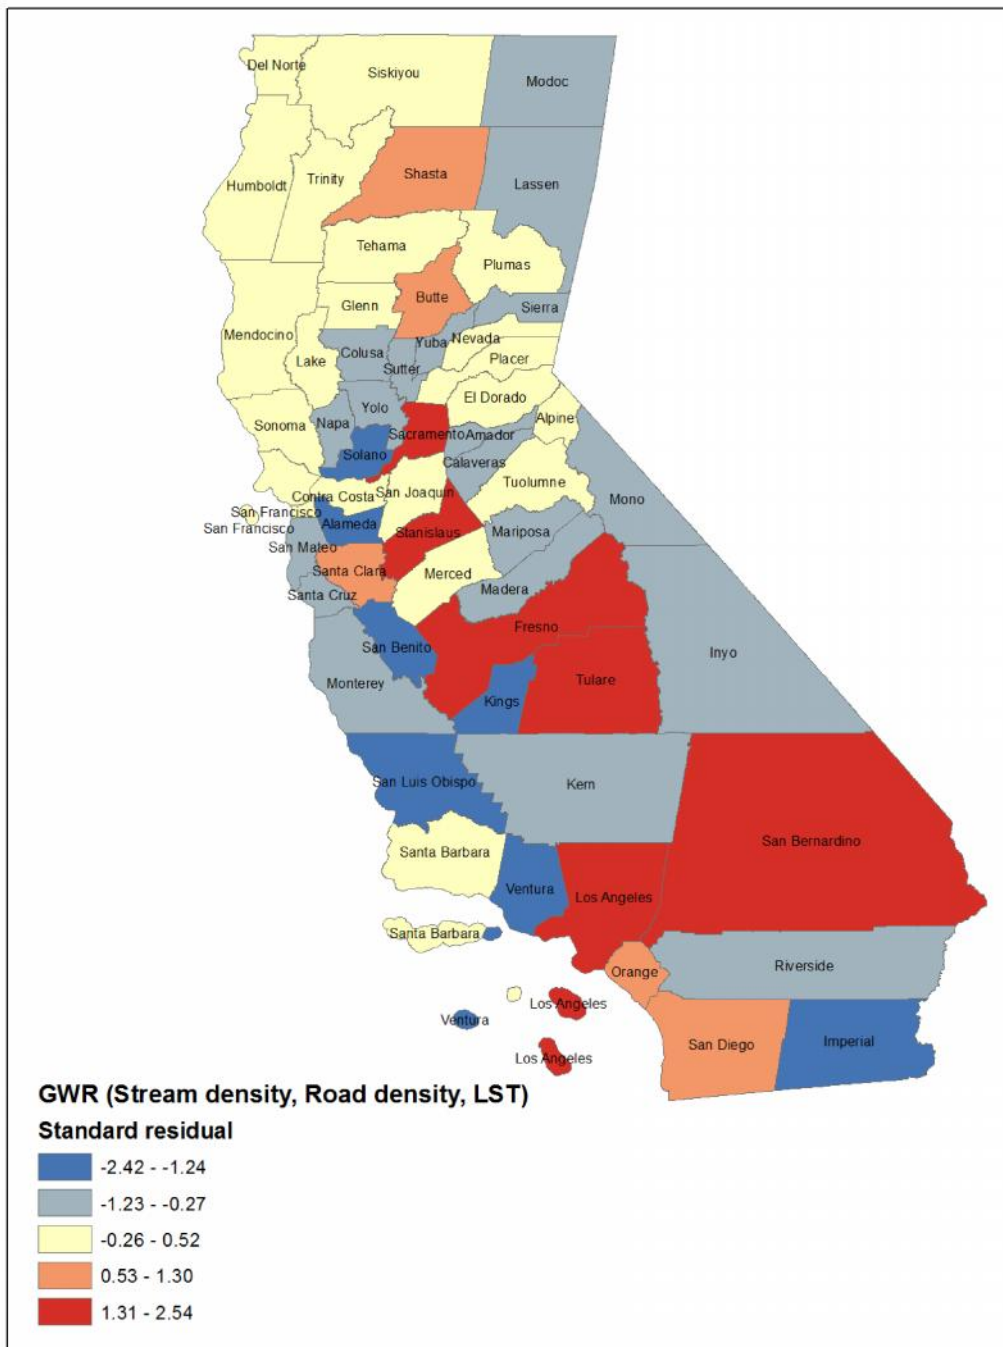 Del Norte
Siskiyou
Modoc
Humboldt
Trinity
Shasta
Lassen
Tehama
Plumas
Butte
Glenn
Sierra
Mendocino
Lake
Colusa
Yuba
Nevada
Sutter
Placer
El Dorado
Sonoma
Napa
Yolo
Alpine
Sacramento
Amador
Solano
Calaveras
Tuolumne
Contra Costa
San Joaquin
Mono
San Francisco
San Francisco
Alameda
Stanislaus
Mariposa
San Mateo
Santa Clara
Merced
Madera
Santa Cruz
Fresno
San Benito
Inyo
Monterey
Tulare
Kings
San Luis Obispo
Kern
San Bernardino
Santa Barbara
Ventura
Los Angeles
Santa Barbara
Orange
Riverside
Los Angeles
Ventura
San Diego
Imperial
Los Angeles
GWR (Stream density, Road density, LST)
Standard residual
-2.42 - -1.24
-1.23 - -0.27
-0.26 - 0.52
0.53 - 1.30
1.31 - 2.54